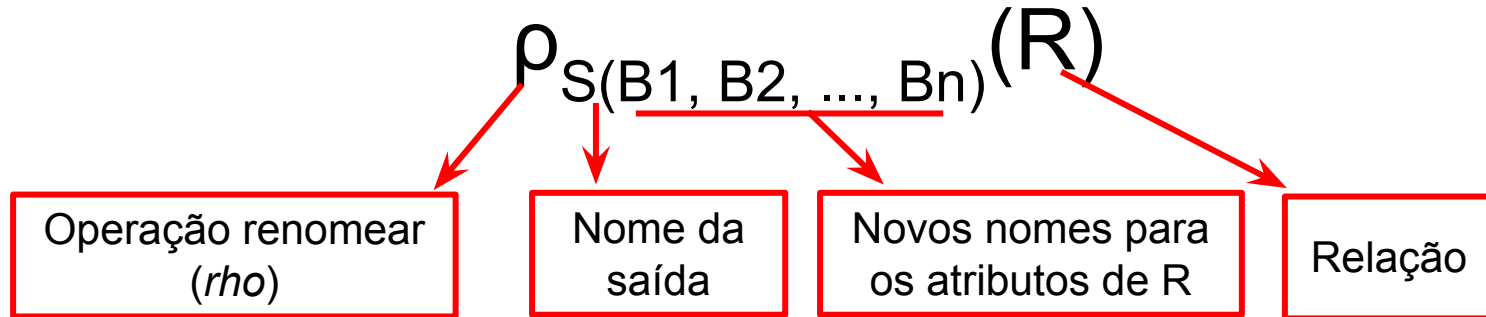 ρS(B1, B2, ..., Bn)(R)
Operação renomear
(rho)
Nome da
saída
Novos nomes para
os atributos de R
Relação